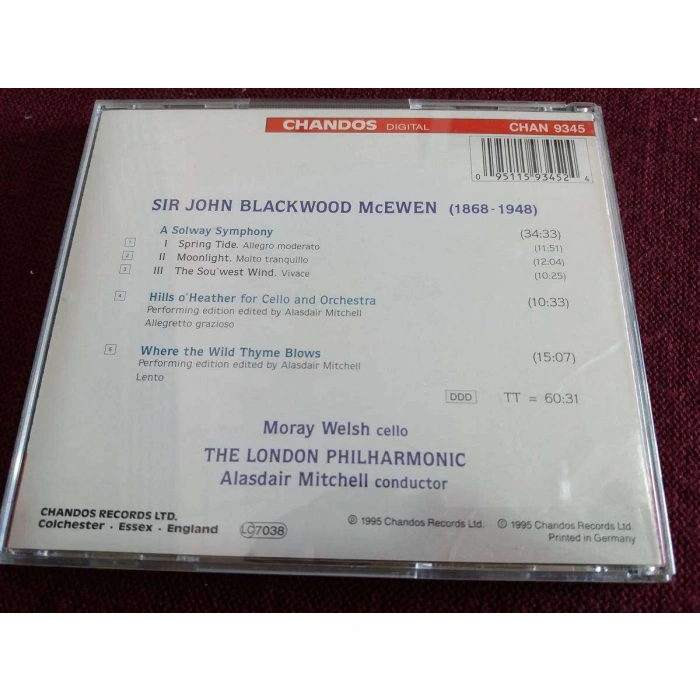 CHANDOS DIGITAL CHAN 9345
0 95115 93452 4
SIR JOHN BLACKWOOD McEWEN (1868-1948)
A Solway Symphony (34:33)
1 I Spring Tide. Allegro moderato (11:51)
2 II Moonlight. Molto tranquillo (12:04)
3 III The Sou'west Wind. Vivace (10:25)
4 Hills o'Heather for Cello and Orchestra (10:33)
Performing edition edited by Alasdair Mitchell
Allegretto grazioso
5 Where the Wild Thyme Blows (15:07)
Performing edition edited by Alasdair Mitchell
Lento
DDD TT = 60:31
Moray Welsh cello
THE LONDON PHILHARMONIC
Alasdair Mitchell conductor
CHANDOS RECORDS LTD.
Colchester · Essex · England LC7038 ℗ 1995 Chandos Records Ltd. © 1995 Chandos Records Ltd.
Printed in Germany